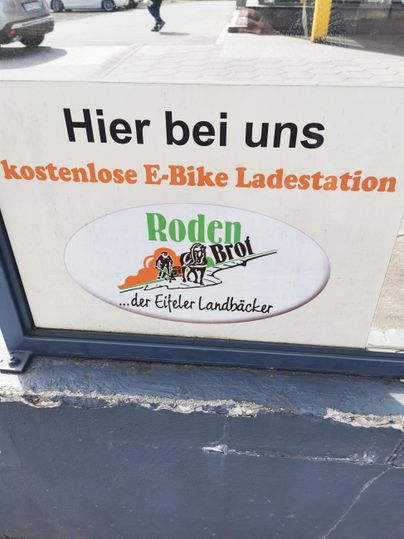 Hier bei uns
kostenlose E-Bike Ladestation
Roden
Brot
...der Eifeler Landbäcker